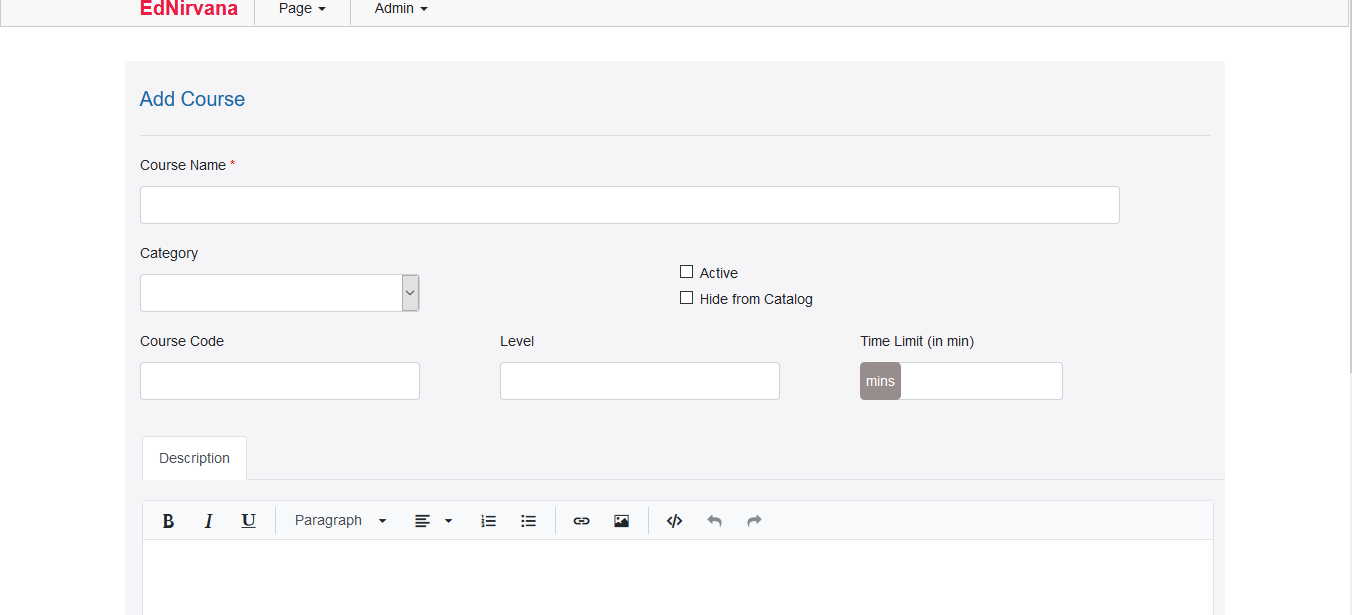 EdNirvana Page Admin
Add Course
Course Name *
Category
Active
Hide from Catalog
Course Code Level Time Limit (in min)
mins
Description
B I U Paragraph